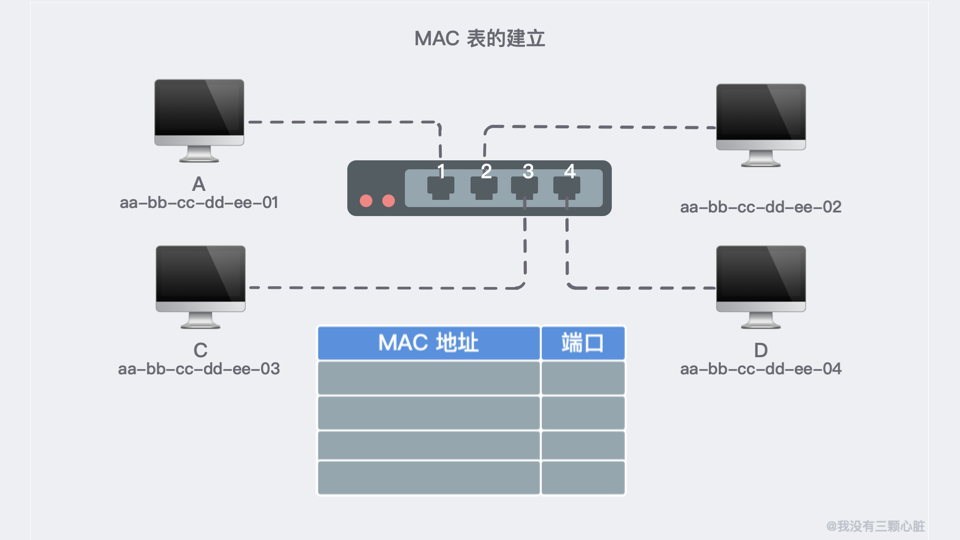 MAC 表的建立
1 2 3 4
A
aa-bb-cc-dd-ee-01
aa-bb-cc-dd-ee-02
C
aa-bb-cc-dd-ee-03
D
aa-bb-cc-dd-ee-04
MAC 地址 端口
@我没有三颗心脏